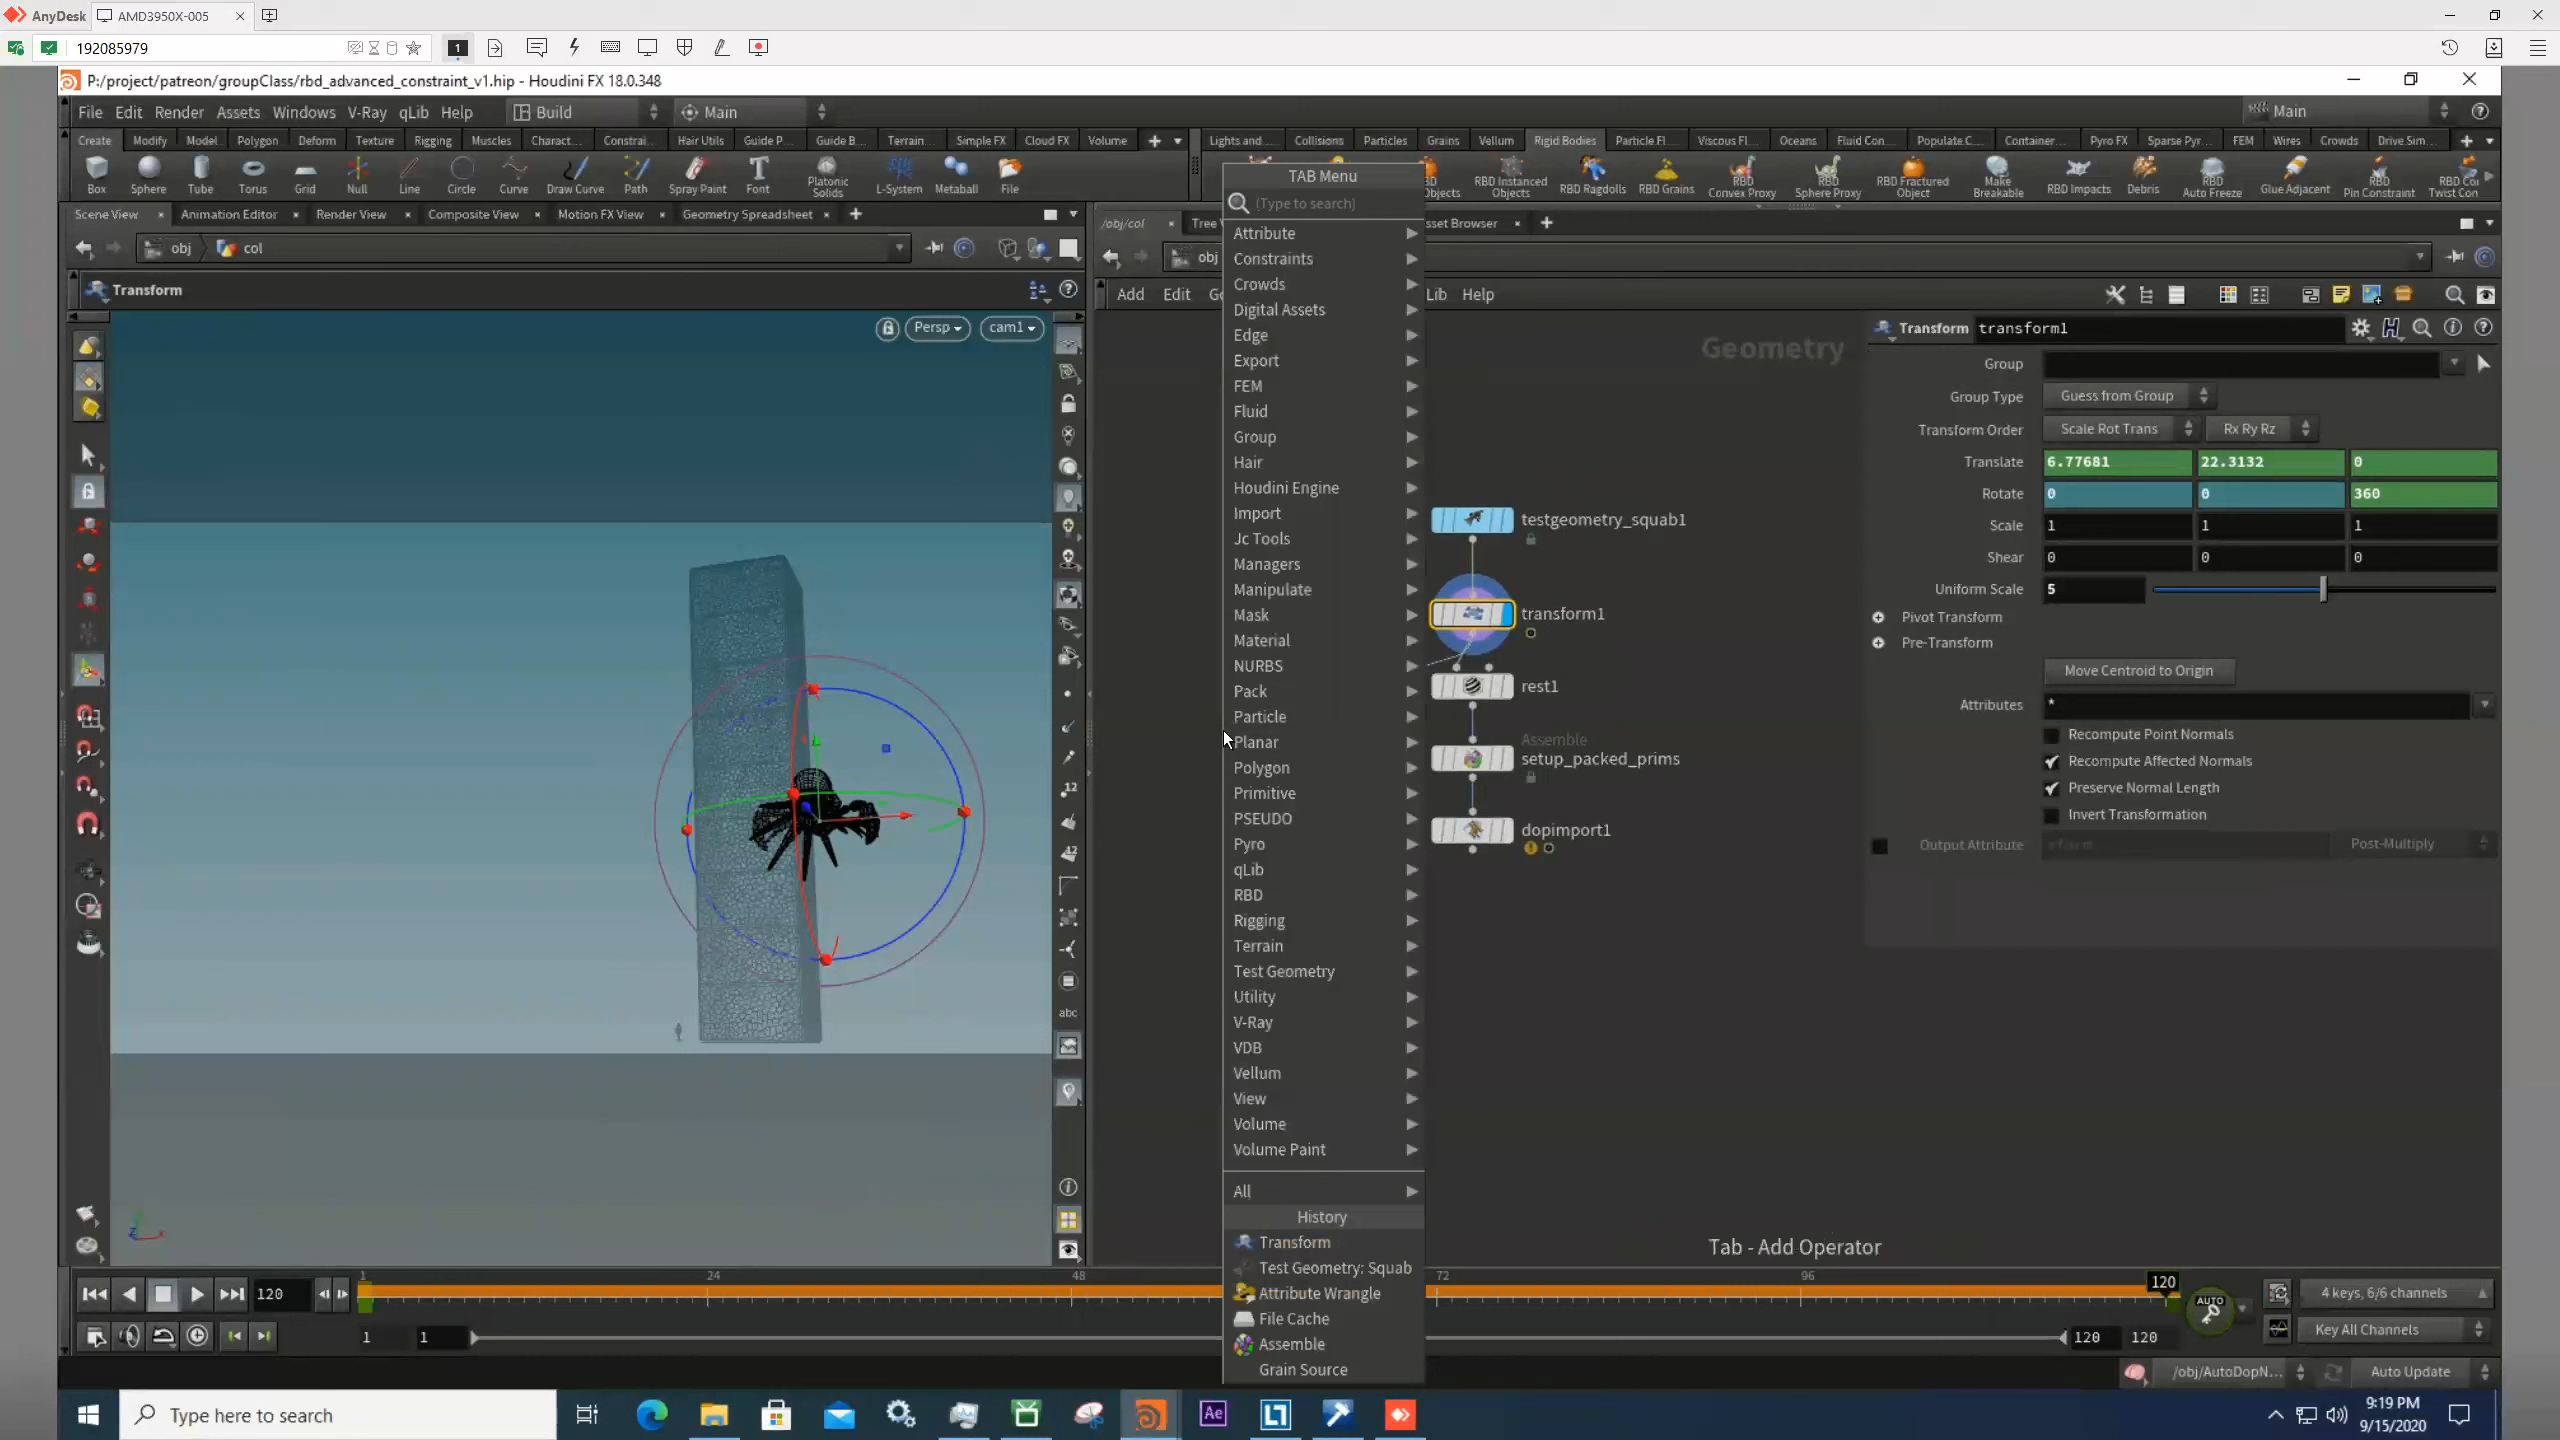 AnyDesk
AMD3950X-005
192085979
1
P:/project/patreon/groupClass/rbd_advanced_constraint_v1.hip - Houdini FX 18.0.348
File Edit Render Assets Windows V-Ray qLib Help Build Main
Main
Create Modify Model Polygon Deform Texture Rigging Muscles Charact... Constrai... Hair Utils Guide P... Guide B... Terrain... Simple FX Cloud FX Volume
Lights and... Collisions Particles Grains Vellum Rigid Bodies Particle Fl... Viscous Fl... Oceans Fluid Con... Populate C... Container... Pyro FX Sparse Pyr... FEM Wires Crowds Drive Sim...
Box Sphere Tube Torus Grid Null Line Circle Curve Draw Curve Path Spray Paint Font Platonic Solids L-System Metaball File
RBD Instanced Objects RBD Ragdolls RBD Grains RBD Convex Proxy RBD Sphere Proxy RBD Fractured Object Make Breakable RBD Impacts Debris RBD Auto Freeze Glue Adjacent RBD Pin Constraint
Scene View Animation Editor Render View Composite View Motion FX View Geometry Spreadsheet
/obj/col Tree sset Browser
obj col
obj
Transform
Add Edit Lib Help
Persp cam1
Geometry
TAB Menu
(Type to search)
Attribute
Constraints
Crowds
Digital Assets
Edge
Export
FEM
Fluid
Group
Hair
Houdini Engine
Import
Jc Tools
Managers
Manipulate
Mask
Material
NURBS
Pack
Particle
Planar
Polygon
Primitive
PSEUDO
Pyro
qLib
RBD
Rigging
Terrain
Test Geometry
Utility
V-Ray
VDB
Vellum
View
Volume
Volume Paint
All
History
Transform
Test Geometry: Squab
Attribute Wrangle
File Cache
Assemble
Grain Source
testgeometry_squab1
transform1
rest1
Assemble
setup_packed_prims
dopimport1
Transform transform1
Group
Group Type Guess from Group
Transform Order Scale Rot Trans Rx Ry Rz
Translate 6.77681 22.3132 0
Rotate 0 0 360
Scale 1 1 1
Shear 0 0 0
Uniform Scale 5
Pivot Transform
Pre-Transform
Move Centroid to Origin
Attributes *
Recompute Point Normals
Recompute Affected Normals
Preserve Normal Length
Invert Transformation
Output Attribute xform Post-Multiply
12
12
abc
Tab - Add Operator
120
1 24 48 72 96 120
AUTO
4 keys, 6/6 channels
1 1
120 120
Key All Channels
/obj/AutoDopN... Auto Update
Type here to search
Ae
9:19 PM
9/15/2020